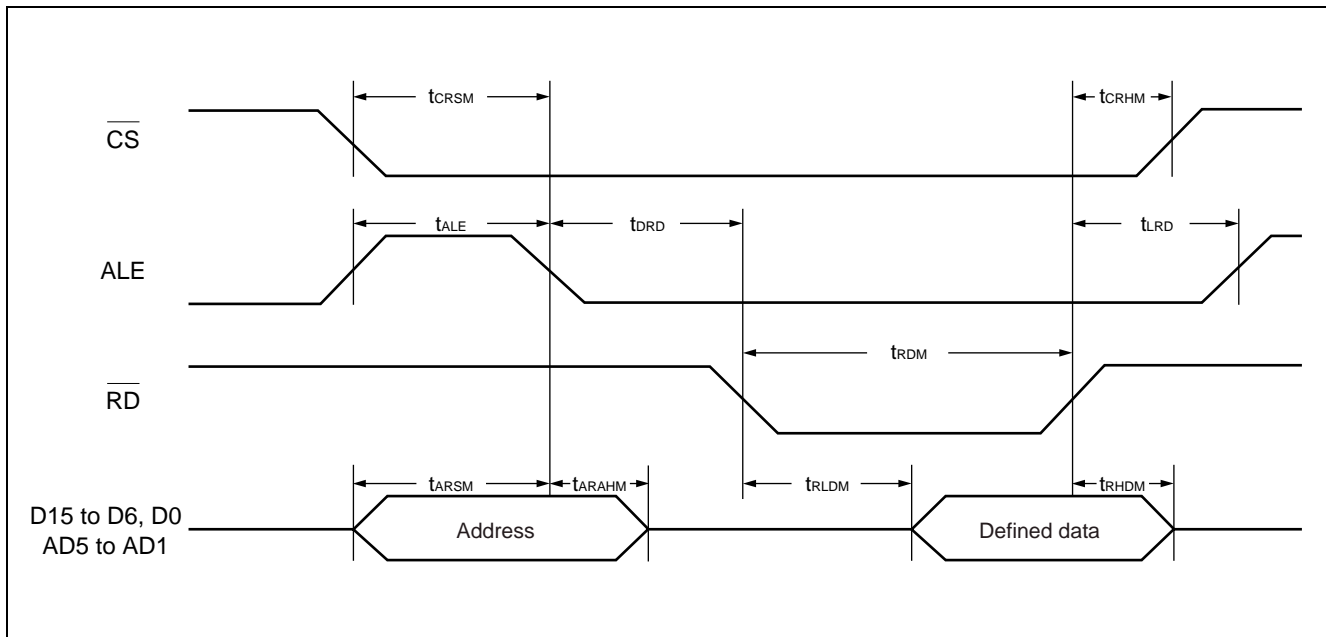 tCRSM
tCRHM
CS
tALE
tDRD
tLRD
ALE
tRDM
RD
tARSM
tARAHM
tRLDM
tRHDM
D15 to D6, D0
AD5 to AD1
Address
Defined data